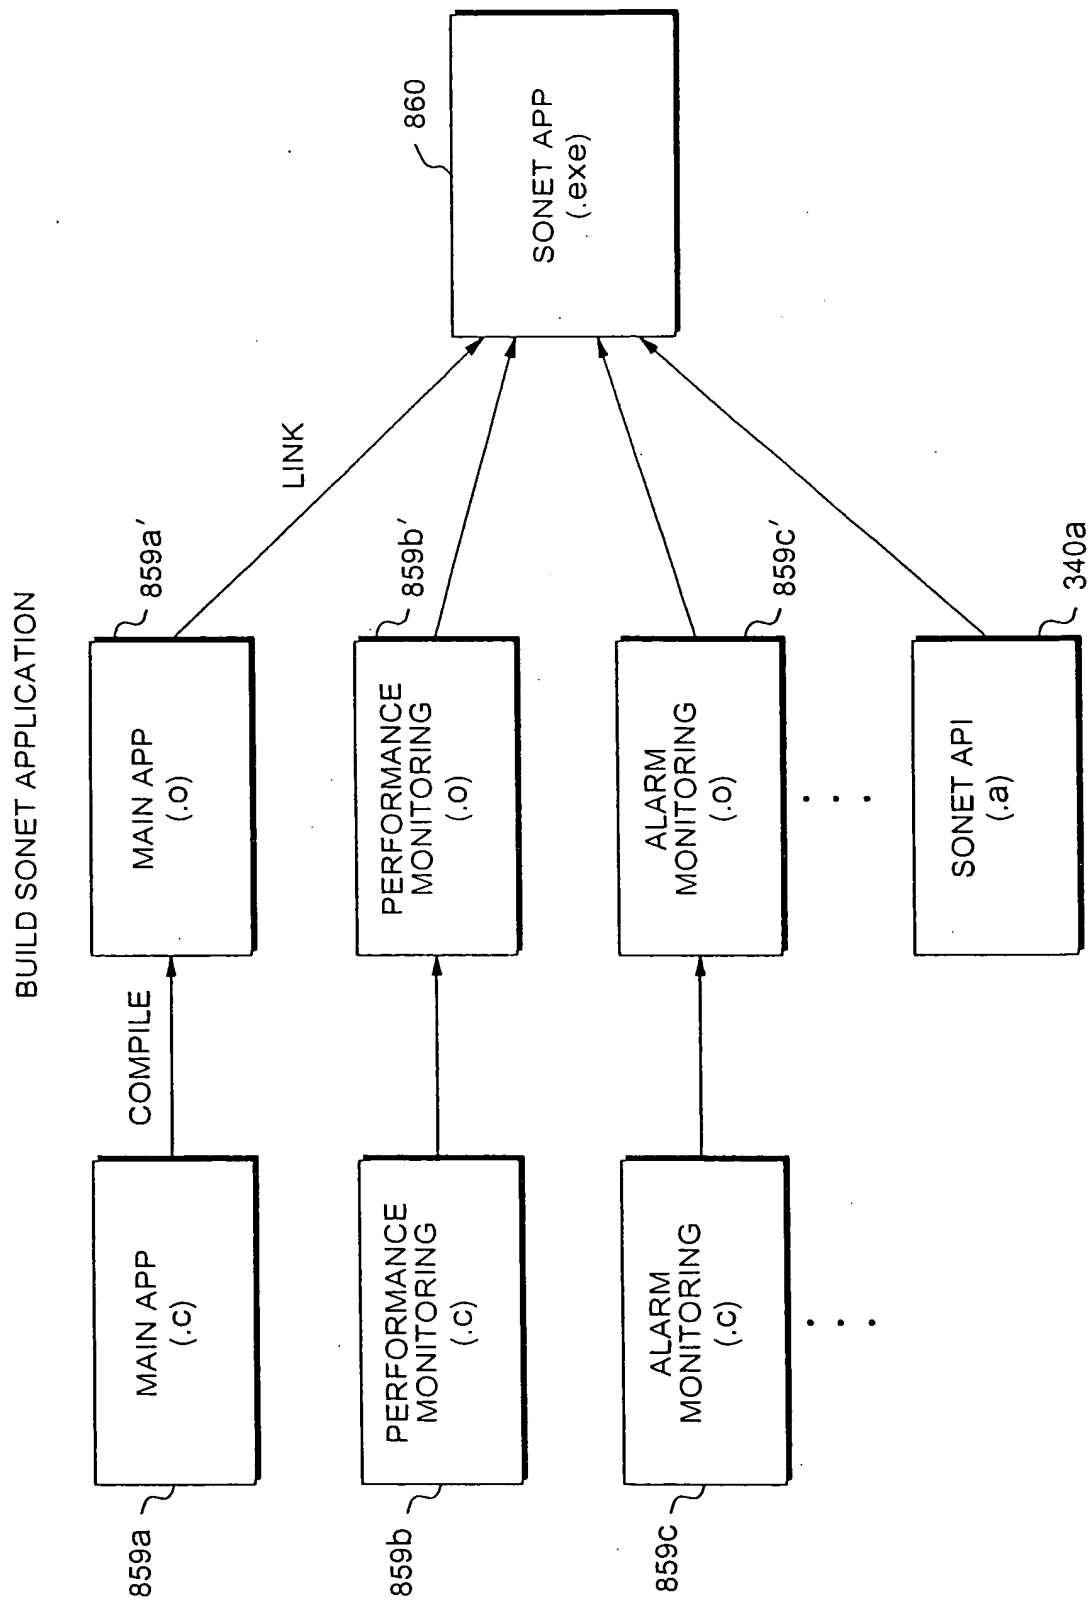 BUILD SONET APPLICATION
859a
MAIN APP
(.c)
COMPILE
859a′
MAIN APP
(.o)
LINK
859b
PERFORMANCE
MONITORING
(.c)
859b′
PERFORMANCE
MONITORING
(.o)
859c
ALARM
MONITORING
(.c)
859c′
ALARM
MONITORING
(.o)
340a
SONET API
(.a)
860
SONET APP
(.exe)